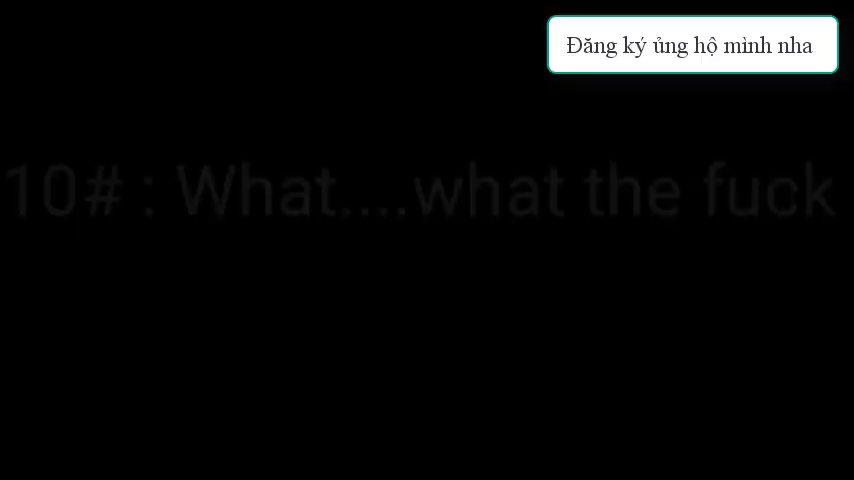 Đăng ký ủng hộ mình nha
10# : What....what the fuck